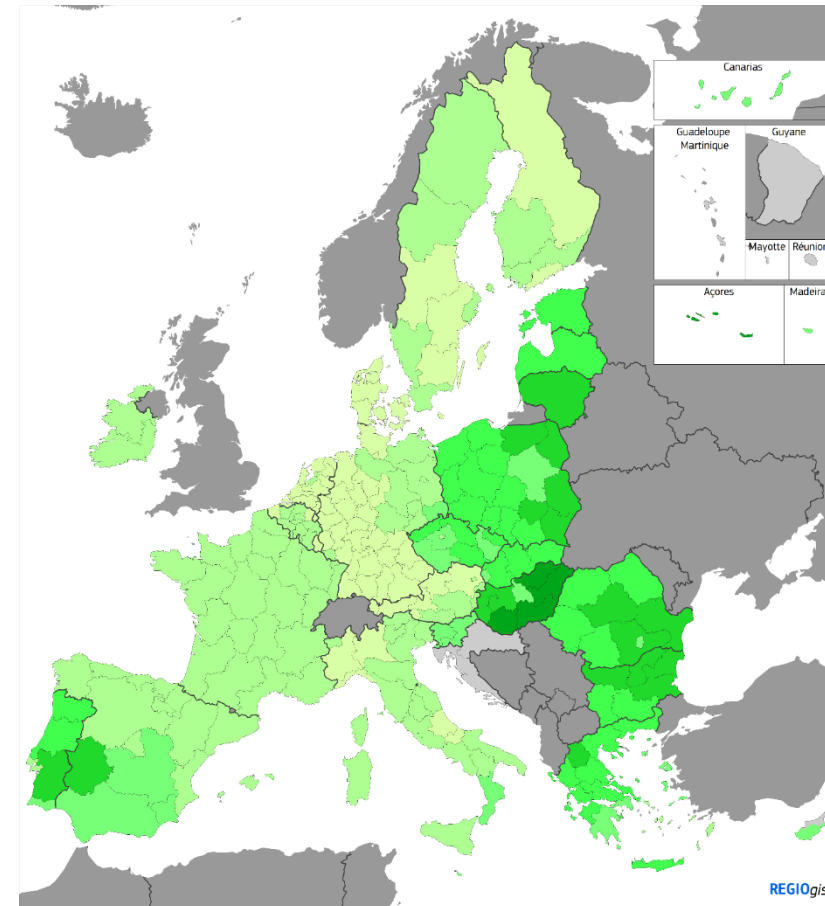 Canarias
Guadeloupe
Martinique
Guyane
Mayotte
Réunion
Açores
Madeira
REGIOgis